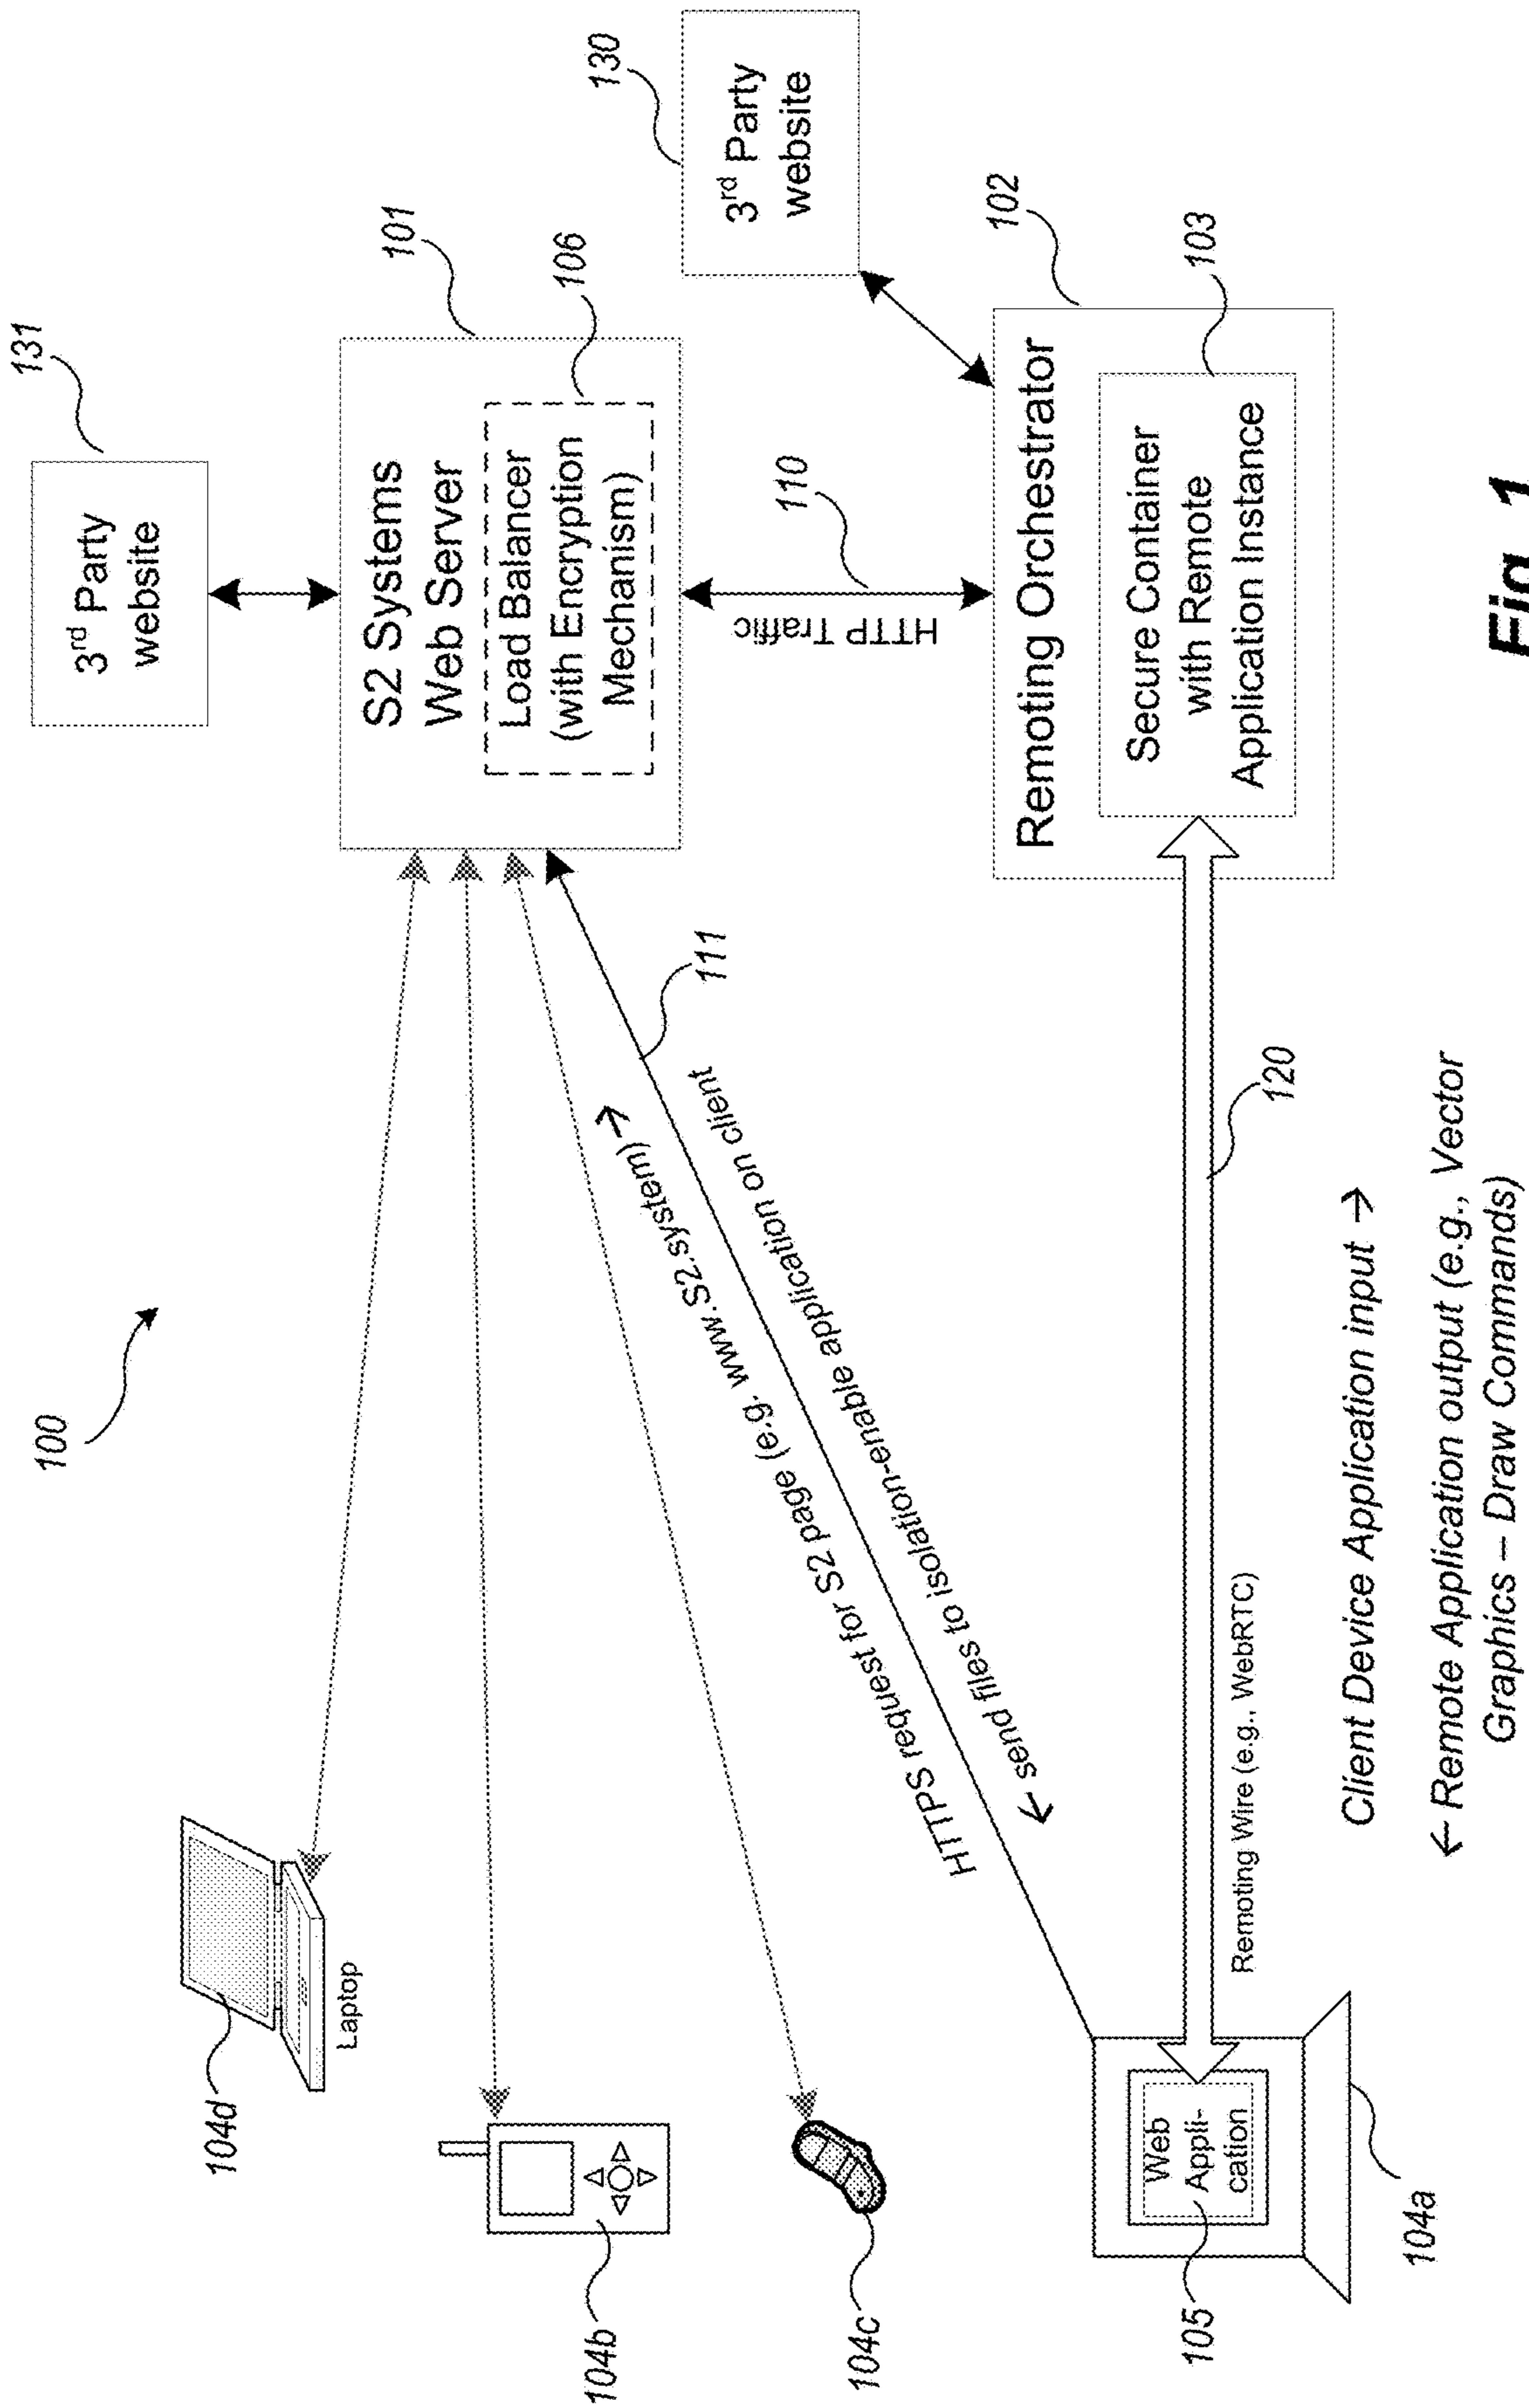 100
131
3rd Party
website
101
S2 Systems
Web Server
106
Load Balancer
(with Encryption
Mechanism)
130
3rd Party
website
104d
Laptop
104b
104c
111
HTTPS request for S2 page (e.g. www.S2.system) →
← send files to isolation-enable application on client
HTTP Traffic
110
102
Remoting Orchestrator
103
Secure Container
with Remote
Application Instance
105
Web
Appli-
cation
104a
Remoting Wire (e.g., WebRTC)
120
Client Device Application input →
← Remote Application output (e.g., Vector
Graphics – Draw Commands)
Fig. 1